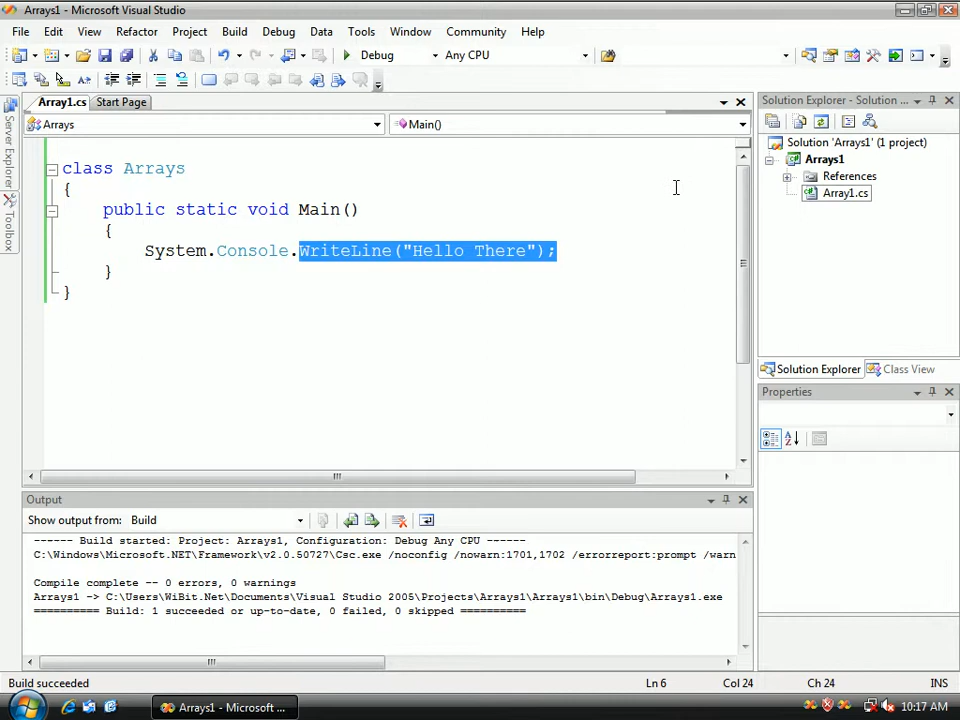 Arrays1 - Microsoft Visual Studio
File Edit View Refactor Project Build Debug Data Tools Window Community Help
Debug Any CPU
Array1.cs Start Page
Arrays Main()
class Arrays
{
public static void Main()
{
System.Console.WriteLine("Hello There");
}
}
Server Explorer
Toolbox
Solution Explorer - Solution ...
Solution 'Arrays1' (1 project)
Arrays1
References
Array1.cs
Solution Explorer Class View
Properties
Output
Show output from: Build
------ Build started: Project: Arrays1, Configuration: Debug Any CPU ------
C:\Windows\Microsoft.NET\Framework\v2.0.50727\Csc.exe /noconfig /nowarn:1701,1702 /errorreport:prompt /warn
Compile complete -- 0 errors, 0 warnings
Arrays1 -> C:\Users\WiBit.Net\Documents\Visual Studio 2005\Projects\Arrays1\Arrays1\bin\Debug\Arrays1.exe
========== Build: 1 succeeded or up-to-date, 0 failed, 0 skipped ==========
Build succeeded Ln 6 Col 24 Ch 24 INS
Arrays1 - Microsoft ... 10:17 AM